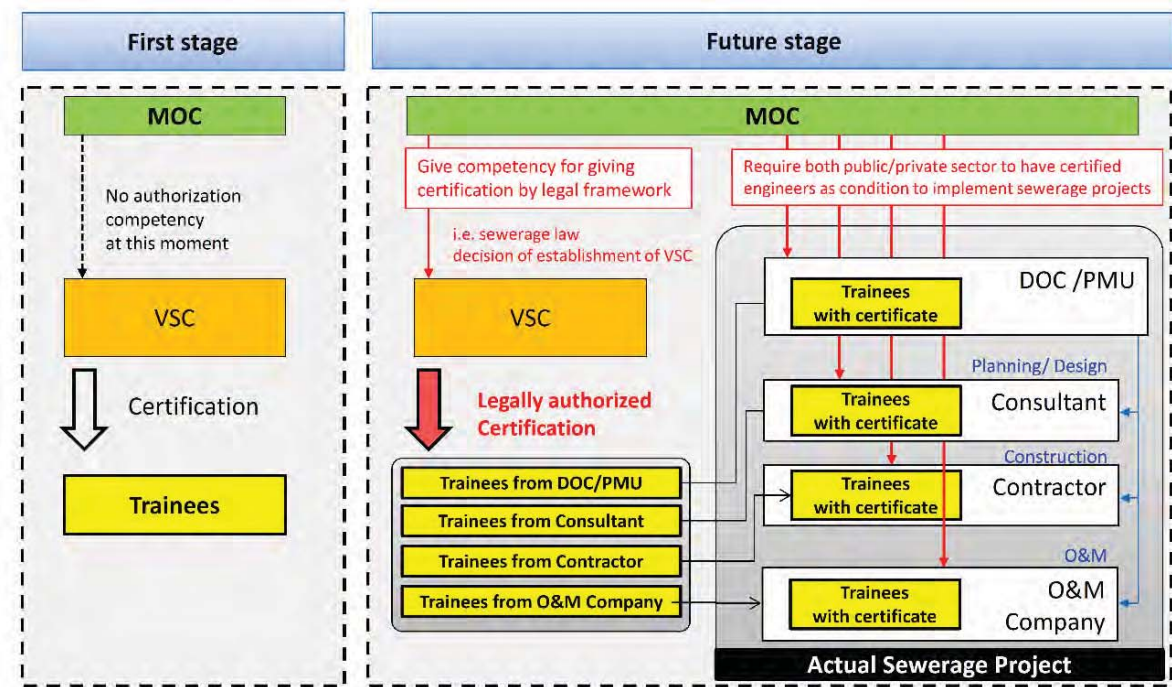 First stage
MOC
No authorization
competency
at this moment
VSC
Certification
Trainees
Future stage
MOC
Give competency for giving
certification by legal framework
i.e. sewerage law
decision of establishment of VSC
VSC
Legally authorized
Certification
Trainees from DOC/PMU
Trainees from Consultant
Trainees from Contractor
Trainees from O&M Company
Require both public/private sector to have certified
engineers as condition to implement sewerage projects
DOC /PMU
Trainees
with certificate
Planning/ Design
Consultant
Trainees
with certificate
Construction
Contractor
Trainees
with certificate
O&M
O&M
Company
Trainees
with certificate
Actual Sewerage Project